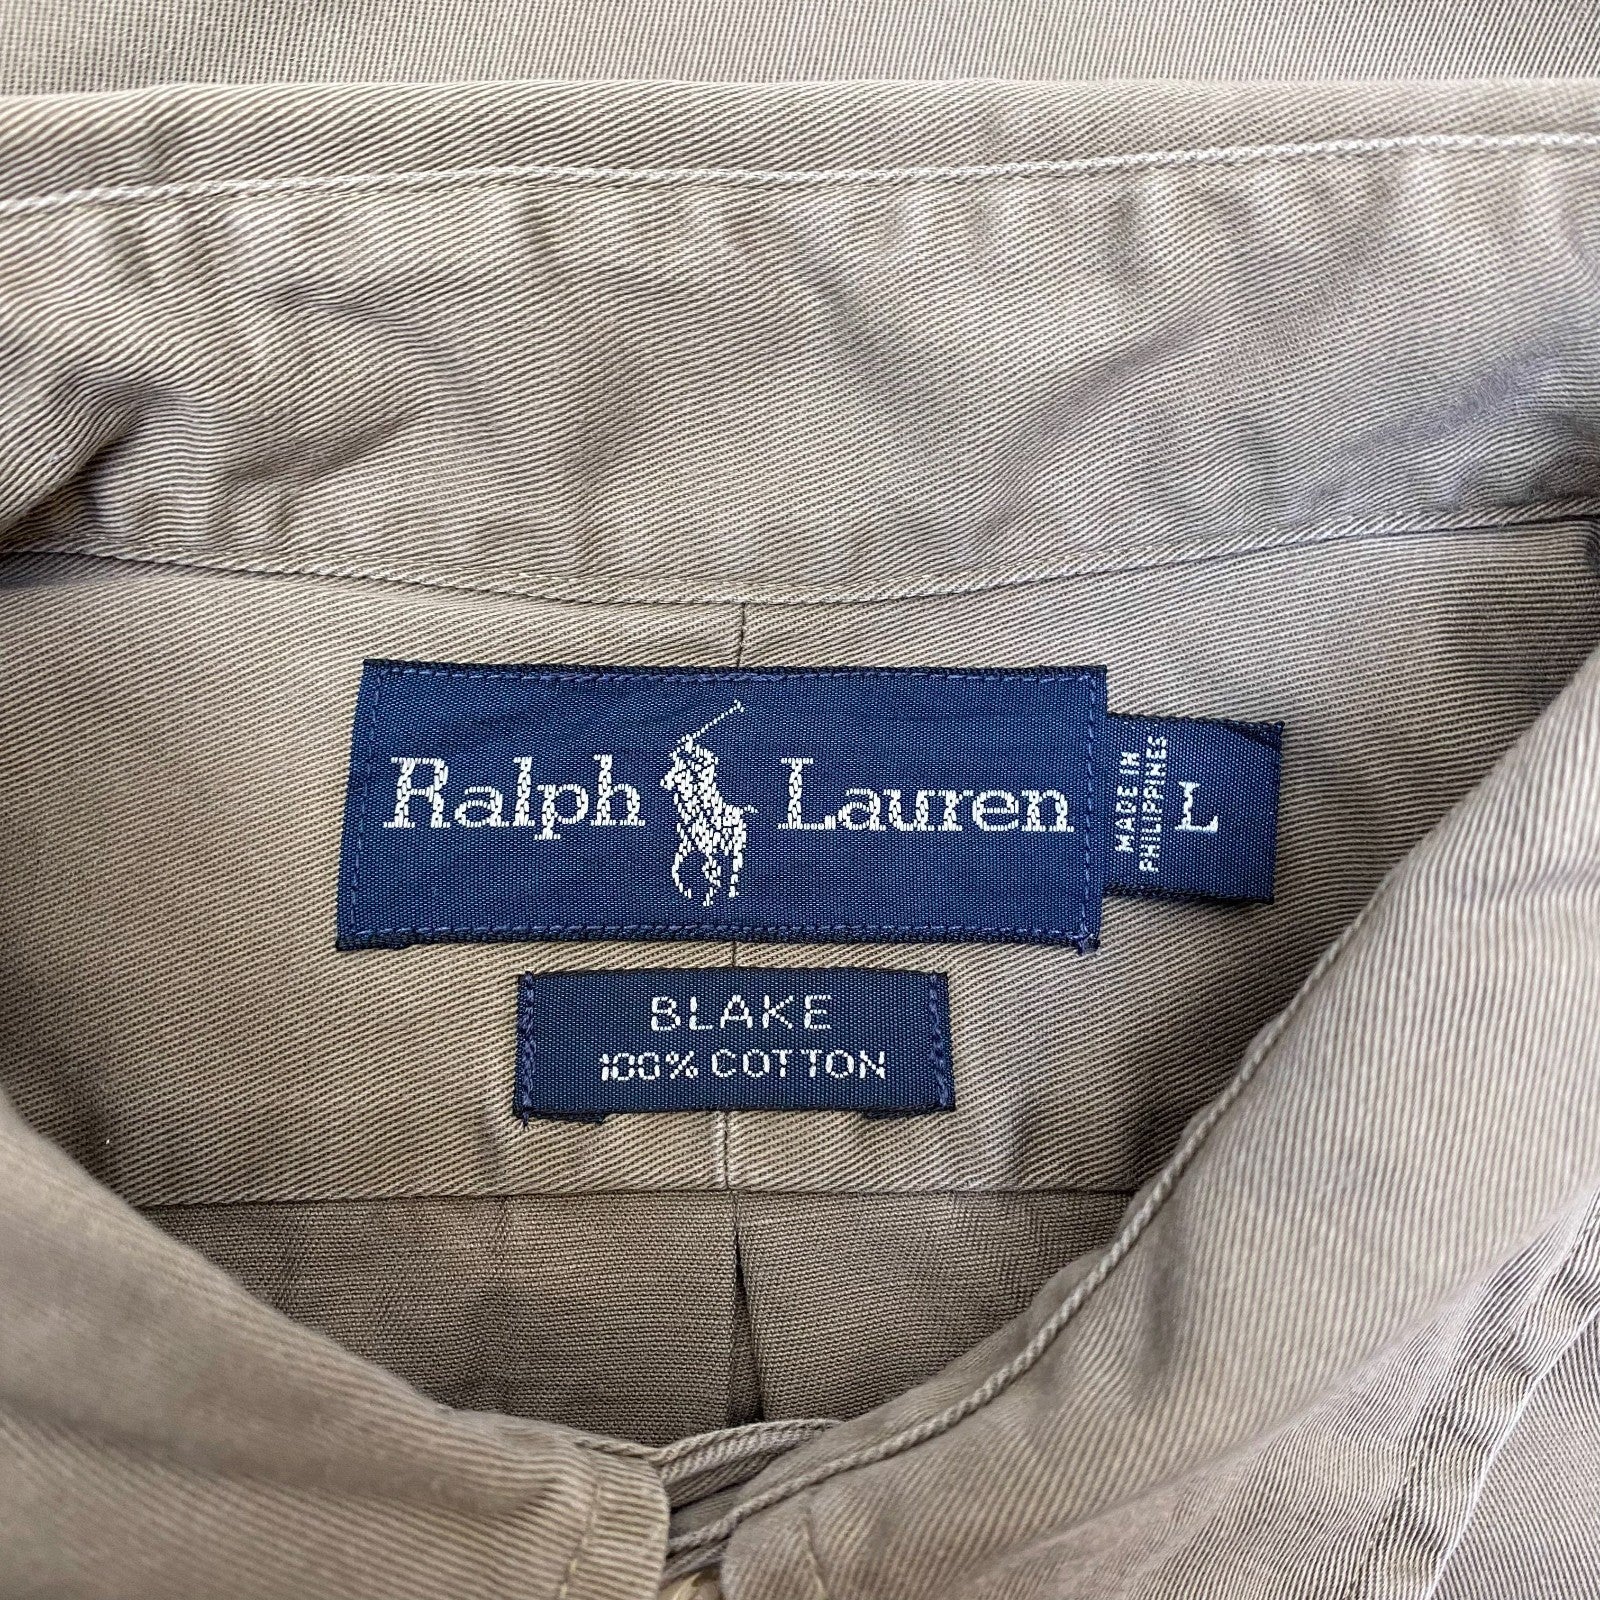 Ralph Lauren
MADE IN
PHILIPPINES
L
BLAKE
100% COTTON